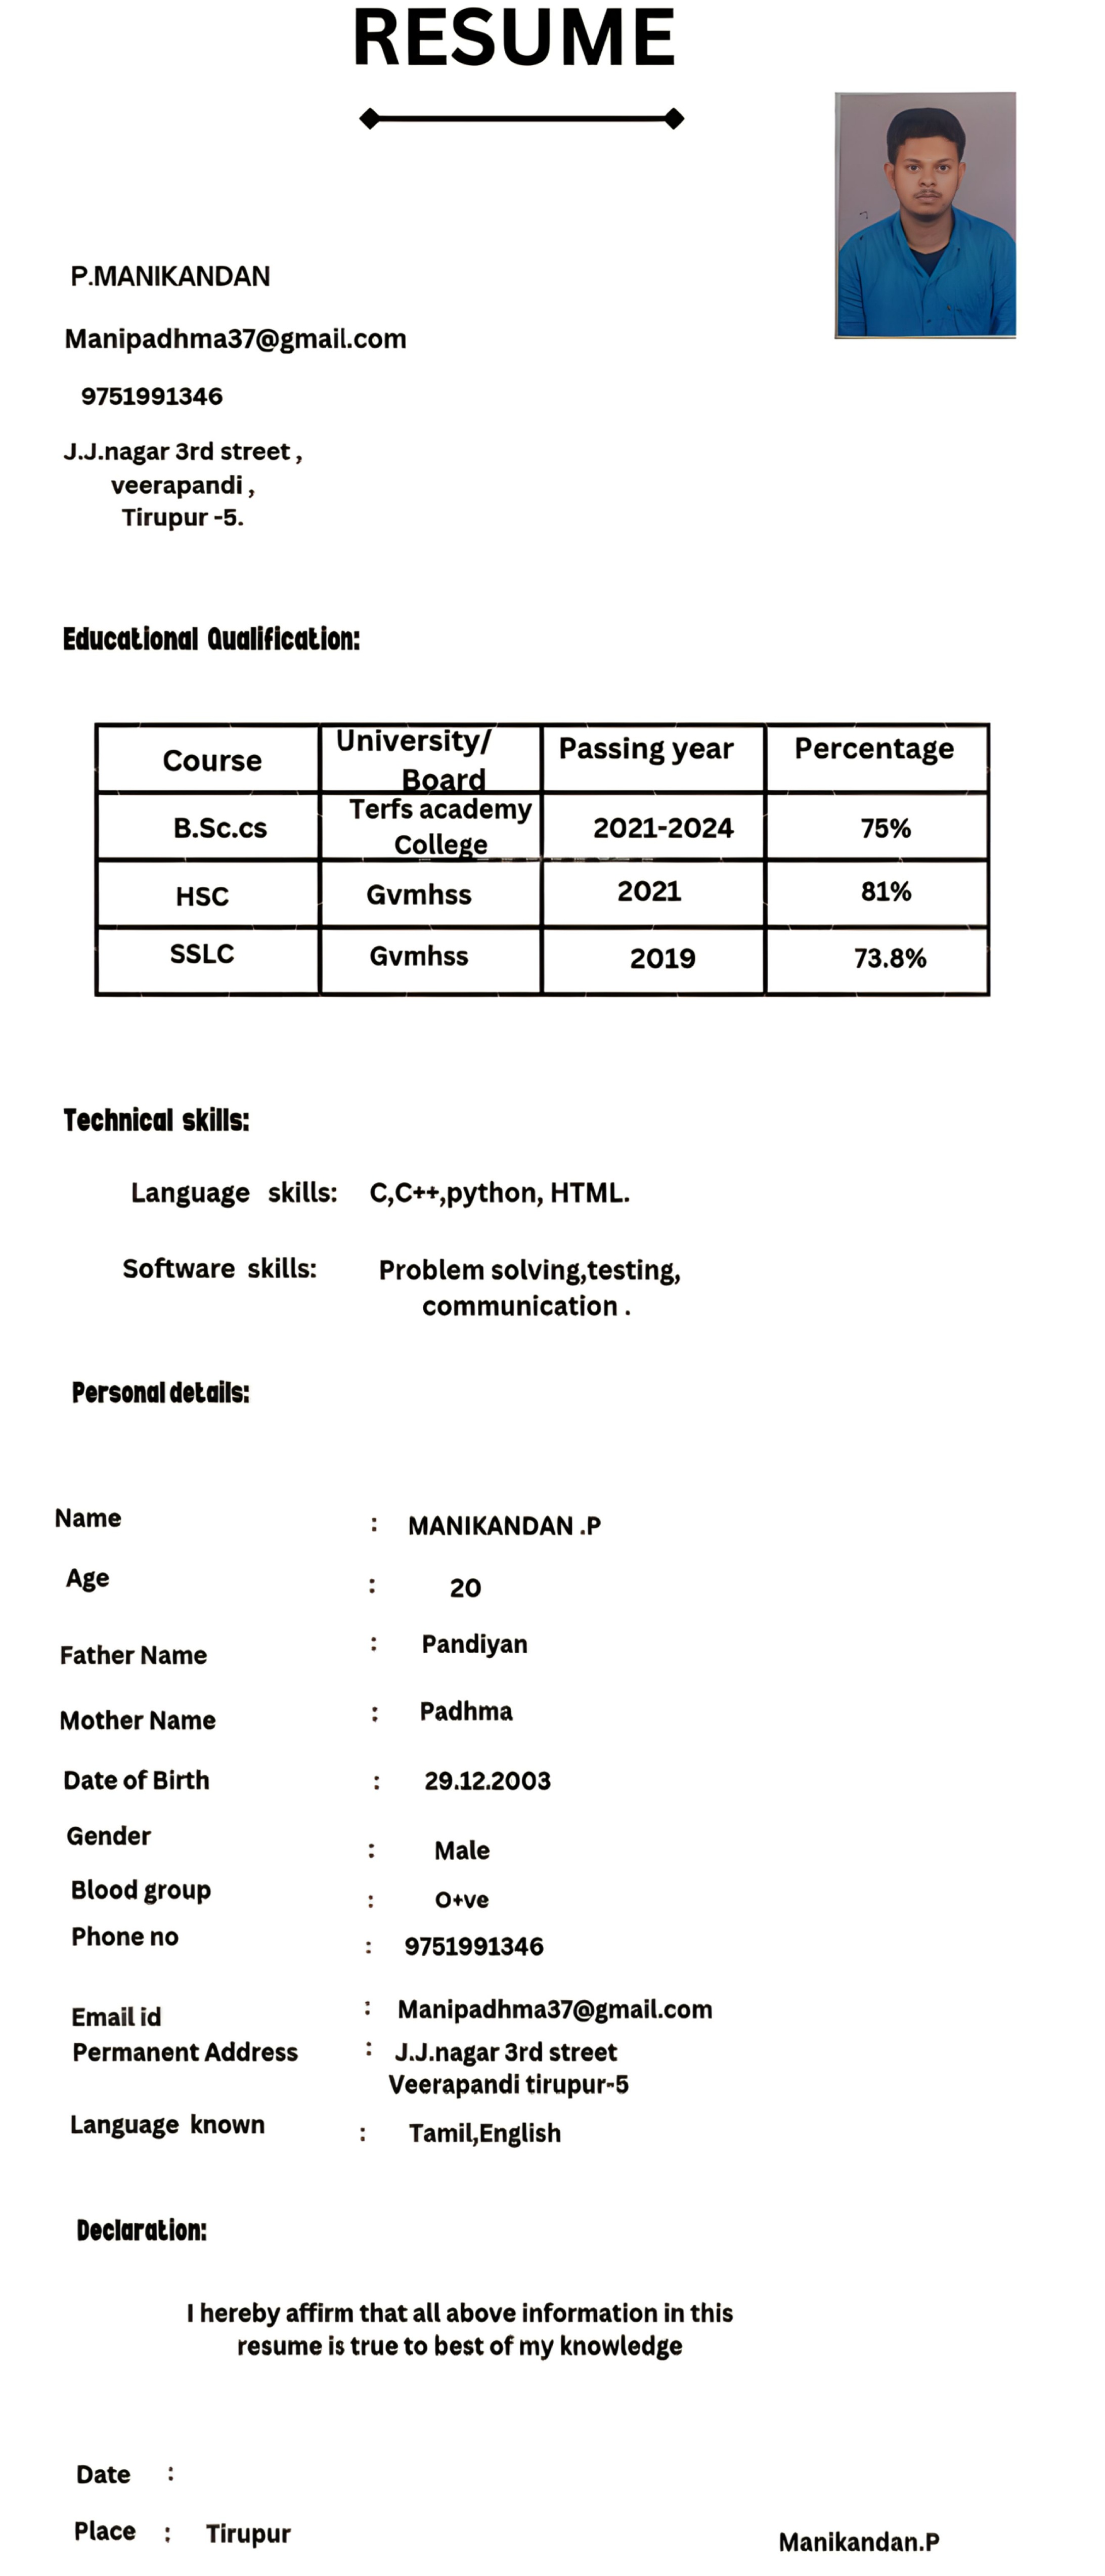 RESUME
P.MANIKANDAN
Manipadhma37@gmail.com
9751991346
J.J.nagar 3rd street ,
veerapandi ,
Tirupur -5.
Educational Qualification:
Course University/ Board Passing year Percentage
B.Sc.cs Terfs academy College 2021-2024 75%
HSC Gvmhss 2021 81%
SSLC Gvmhss 2019 73.8%
Technical skills:
Language skills: C,C++,python, HTML.
Software skills: Problem solving,testing,
communication .
Personal details:
Name : MANIKANDAN .P
Age : 20
Father Name : Pandiyan
Mother Name : Padhma
Date of Birth : 29.12.2003
Gender : Male
Blood group : O+ve
Phone no : 9751991346
Email id : Manipadhma37@gmail.com
Permanent Address : J.J.nagar 3rd street
Veerapandi tirupur-5
Language known : Tamil,English
Declaration:
I hereby affirm that all above information in this
resume is true to best of my knowledge
Date :
Place : Tirupur
Manikandan.P